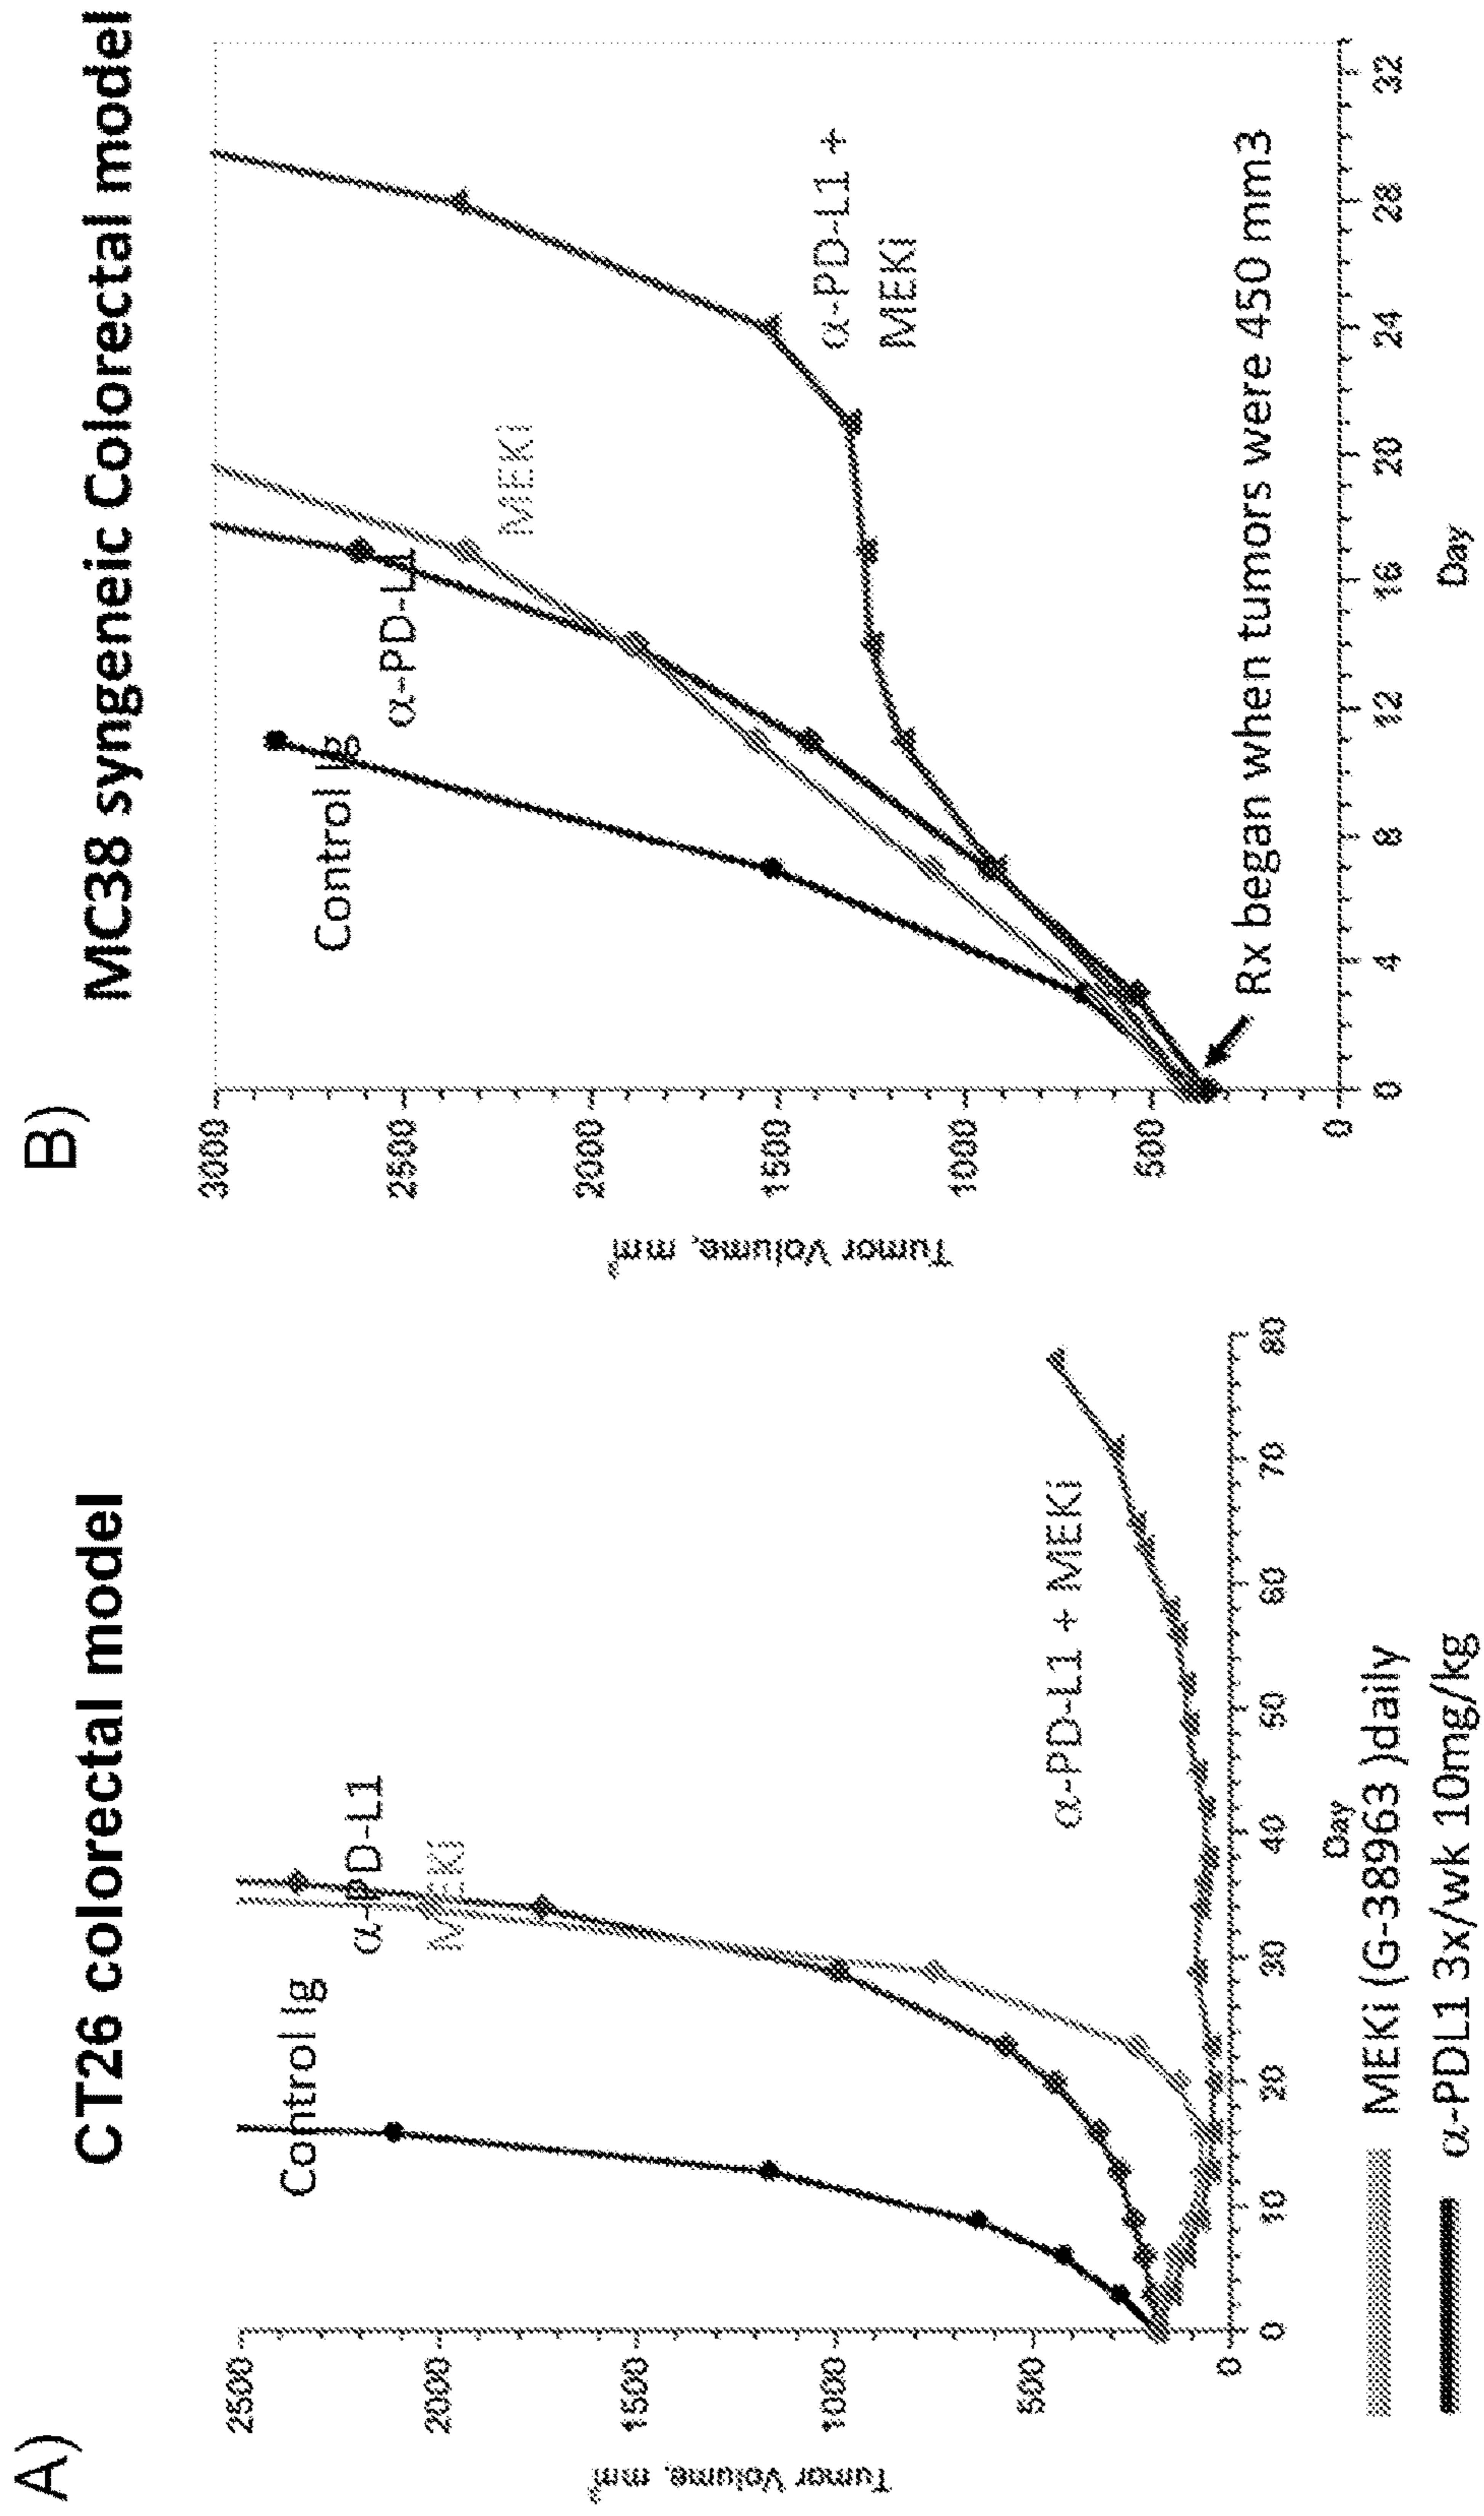 A)
CT26 colorectal model
Tumor Volume, mm³
2500
2000
1500
1000
500
0
Control Ig
α-PD-L1
MEKi
α-PD-L1 + MEKi
0 10 20 30 40 50 60 70 80
Day
MEKi (G-38963 )daily
α-PDL1 3x/wk 10mg/kg
B)
MC38 syngeneic Colorectal model
Tumor Volume, mm³
3000
2500
2000
1500
1000
500
0
Control Ig
α-PD-L1
MEKi
α-PD-L1 +
MEKi
Rx began when tumors were 450 mm3
0 4 8 12 16 20 24 28 32
Day